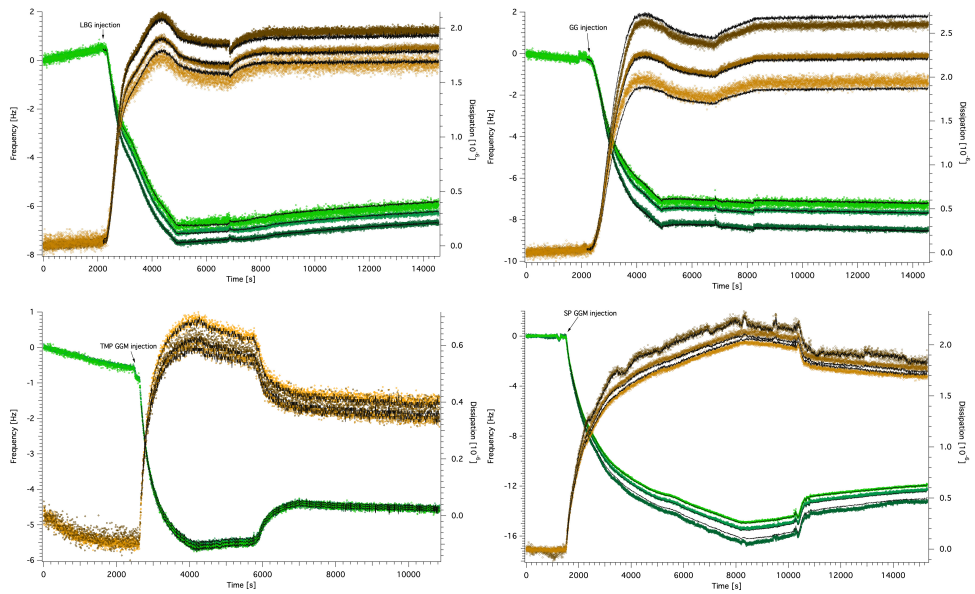 LBG injection
2
0
-2
-4
-6
-8
Frequency [Hz]
2.0
1.5
1.0
0.5
0.0
Dissipation [10-6]
0 2000 4000 6000 8000 10000 12000 14000
Time [s]
GG injection
2
0
-2
-4
-6
-8
-10
Frequency [Hz]
2.5
2.0
1.5
1.0
0.5
0.0
Dissipation [10-6]
0 2000 4000 6000 8000 10000 12000 14000
Time [s]
TMP GGM injection
1
0
-1
-2
-3
-4
-5
-6
Frequency [Hz]
0.6
0.4
0.2
0.0
Dissipation [10-6]
0 2000 4000 6000 8000 10000
Time [s]
SP GGM injection
0
-4
-8
-12
-16
Frequency [Hz]
2.0
1.5
1.0
0.5
0.0
Dissipation [10-6]
0 2000 4000 6000 8000 10000 12000 14000
Time [s]